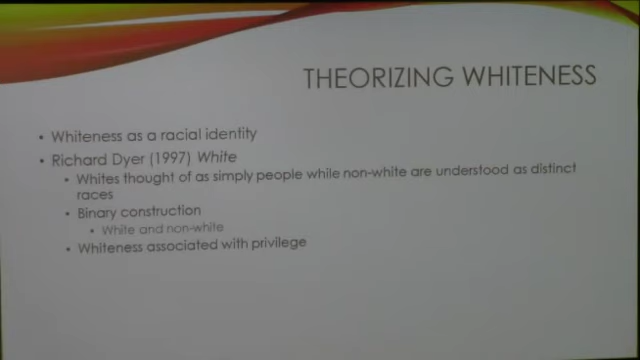 THEORIZING WHITENESS
• Whiteness as a racial identity
• Richard Dyer (1997) White
• Whites thought of as simply people while non-white are understood as distinct
races
• Binary construction
• White and non-white
• Whiteness associated with privilege